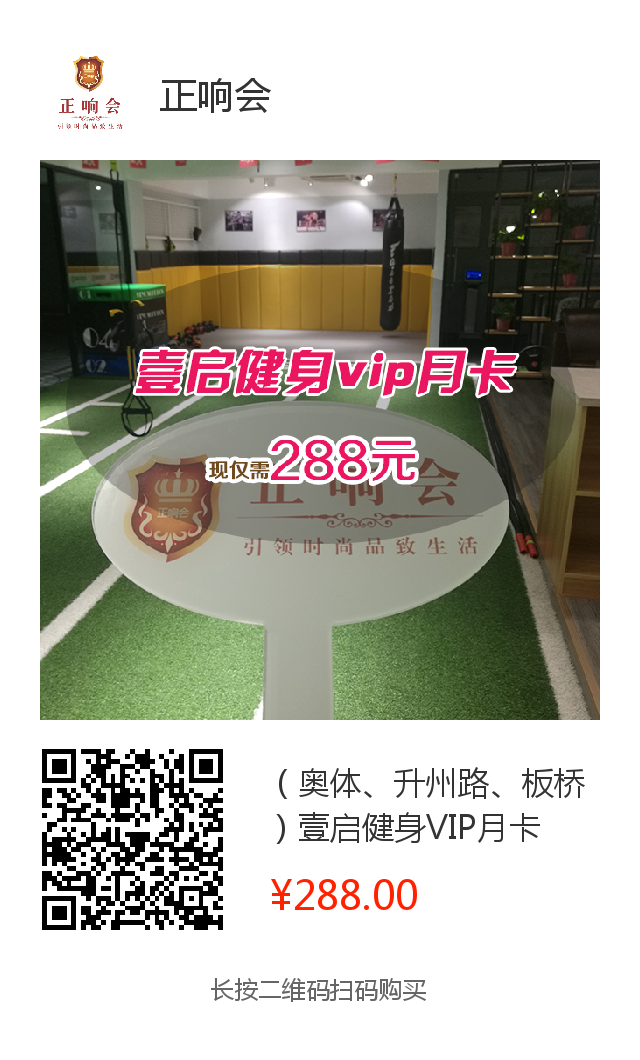 正响会
引领时尚品致生活
正响会
壹启健身vip月卡
现仅需288元
正响会
正响会
引领时尚品致生活
（奥体、升州路、板桥
）壹启健身VIP月卡
¥288.00
长按二维码扫码购买